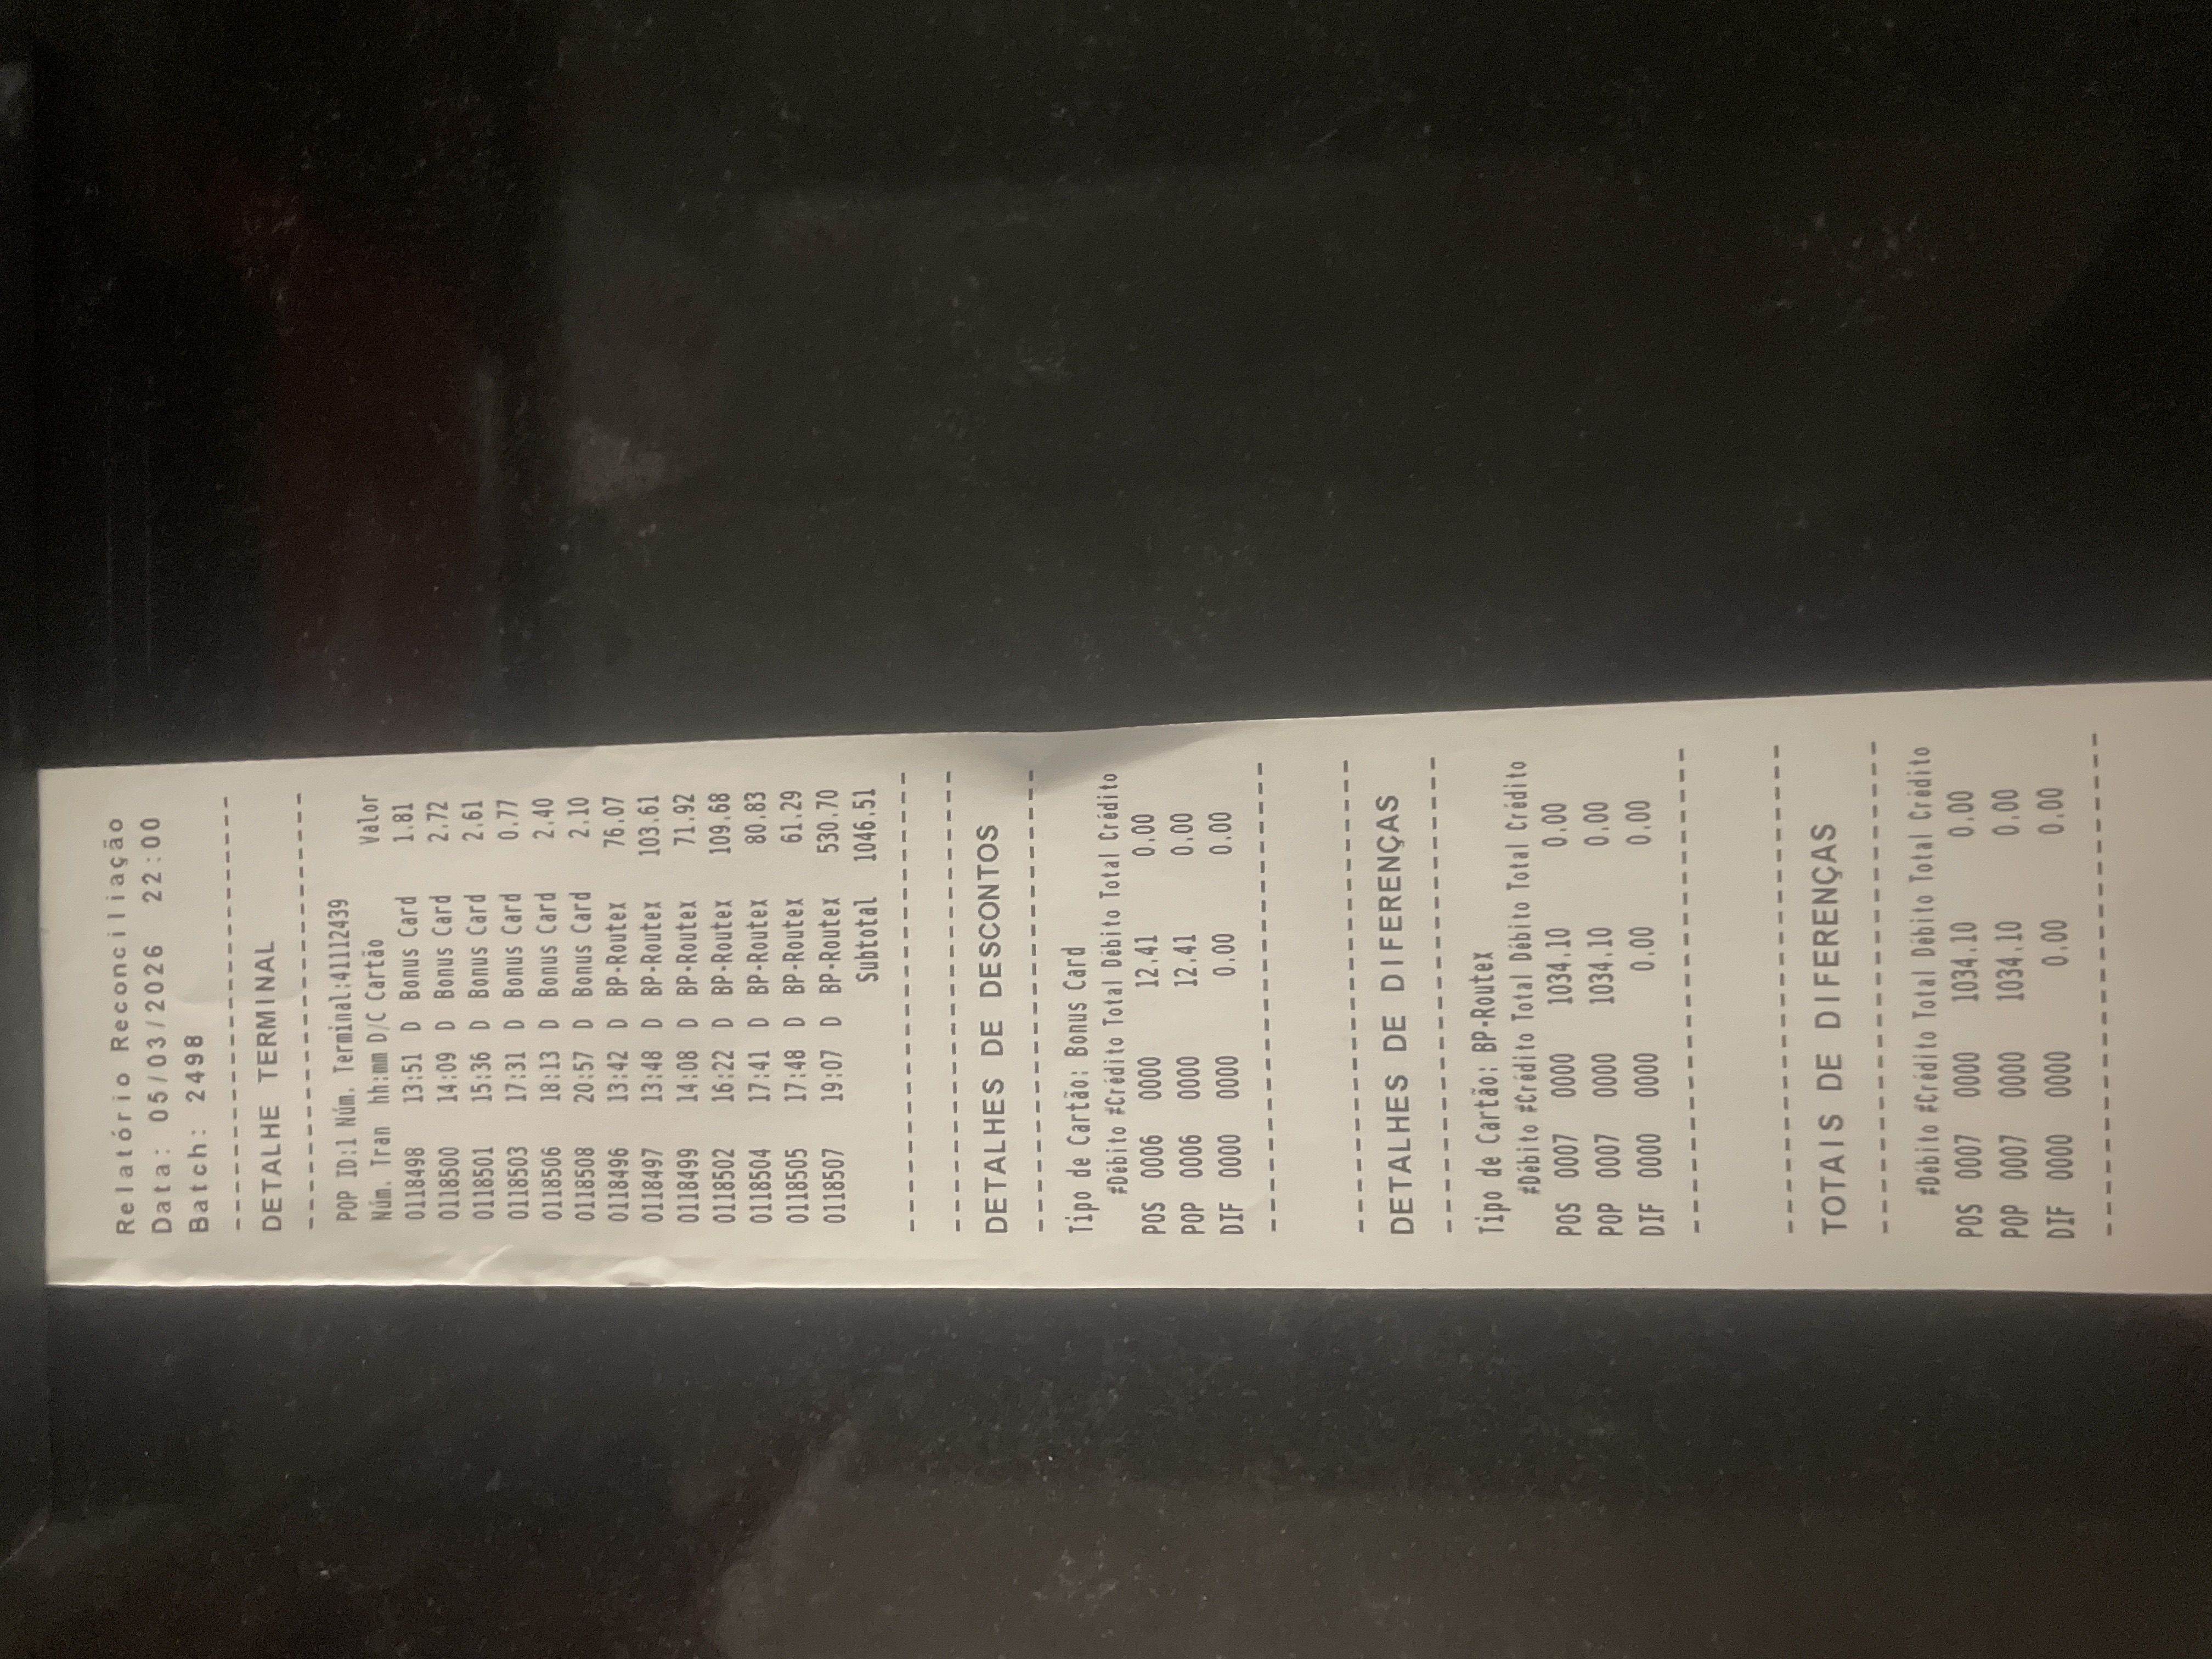 Relatório Reconciliação
Data: 05/03/2026 22:00
Batch: 2498
------------------------
DETALHE TERMINAL
------------------------
POP ID:1 Núm. Terminal:41112439
Núm. Tran hh:mm D/C Cartão Valor
0118498 13:51 D Bonus Card 1.81
0118500 14:09 D Bonus Card 2.72
0118501 15:36 D Bonus Card 2.61
0118503 17:31 D Bonus Card 0.77
0118506 18:13 D Bonus Card 2.40
0118508 20:57 D Bonus Card 2.10
0118496 13:42 D BP-Routex 76.07
0118497 13:48 D BP-Routex 103.61
0118499 14:08 D BP-Routex 71.92
0118502 16:22 D BP-Routex 109.68
0118504 17:41 D BP-Routex 80.83
0118505 17:48 D BP-Routex 61.29
0118507 19:07 D BP-Routex 530.70
Subtotal 1046.51
------------------------
------------------------
DETALHES DE DESCONTOS
------------------------
Tipo de Cartão: Bonus Card
#Débito #Crédito Total Débito Total Crédito
POS 0006 0000 12.41 0.00
POP 0006 0000 12.41 0.00
DIF 0000 0000 0.00 0.00
------------------------
------------------------
DETALHES DE DIFERENÇAS
------------------------
Tipo de Cartão: BP-Routex
#Débito #Crédito Total Débito Total Crédito
POS 0007 0000 1034.10 0.00
POP 0007 0000 1034.10 0.00
DIF 0000 0000 0.00 0.00
------------------------
------------------------
TOTAIS DE DIFERENÇAS
------------------------
#Débito #Crédito Total Débito Total Crédito
POS 0007 0000 1034.10 0.00
POP 0007 0000 1034.10 0.00
DIF 0000 0000 0.00 0.00
------------------------